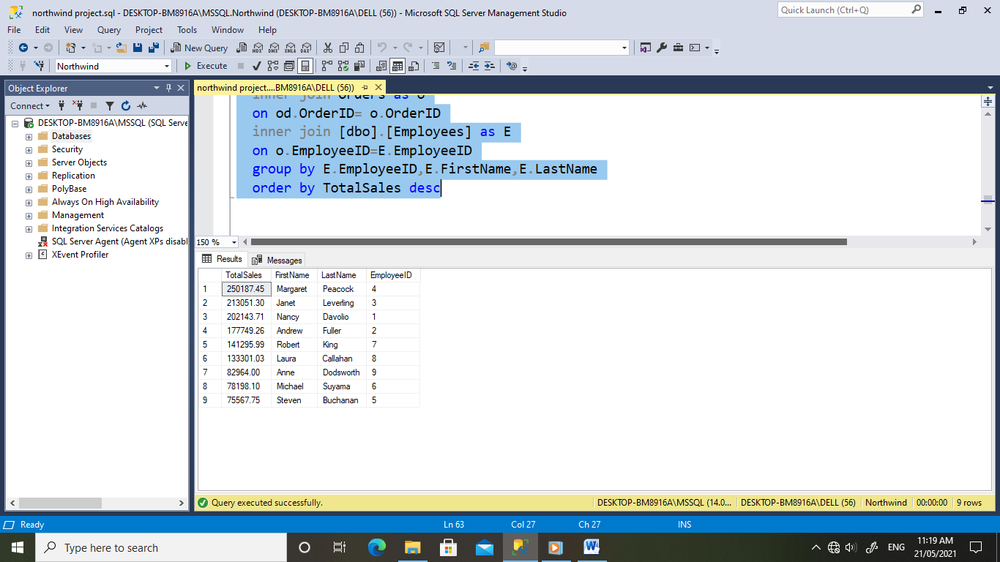 northwind project.sql - DESKTOP-BM8916A\MSSQL.Northwind (DESKTOP-BM8916A\DELL (56)) - Microsoft SQL Server Management Studio
Quick Launch (Ctrl+Q)
File Edit View Query Project Tools Window Help
New Query MDX DMX XMLA DAX
Northwind Execute
Object Explorer
Connect
DESKTOP-BM8916A\MSSQL (SQL Serve
Databases
Security
Server Objects
Replication
PolyBase
Always On High Availability
Management
Integration Services Catalogs
SQL Server Agent (Agent XPs disabl
XEvent Profiler
northwind project....BM8916A\DELL (56))
inner join Orders as o
on od.OrderID= o.OrderID
inner join [dbo].[Employees] as E
on o.EmployeeID=E.EmployeeID
group by E.EmployeeID,E.FirstName,E.LastName
order by TotalSales desc
150 %
Results Messages
TotalSales FirstName LastName EmployeeID
1 250187.45 Margaret Peacock 4
2 213051.30 Janet Leverling 3
3 202143.71 Nancy Davolio 1
4 177749.26 Andrew Fuller 2
5 141295.99 Robert King 7
6 133301.03 Laura Callahan 8
7 82964.00 Anne Dodsworth 9
8 78198.10 Michael Suyama 6
9 75567.75 Steven Buchanan 5
Query executed successfully. DESKTOP-BM8916A\MSSQL (14.0... DESKTOP-BM8916A\DELL (56) Northwind 00:00:00 9 rows
Ready Ln 63 Col 27 Ch 27 INS
Type here to search
ENG
11:19 AM
21/05/2021